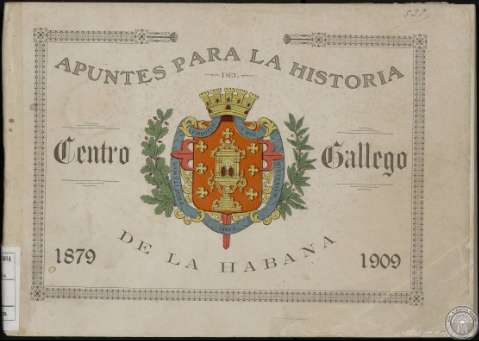 APUNTES PARA LA HISTORIA
DEL
Centro Gallego
DE LA HABANA
1879
1909